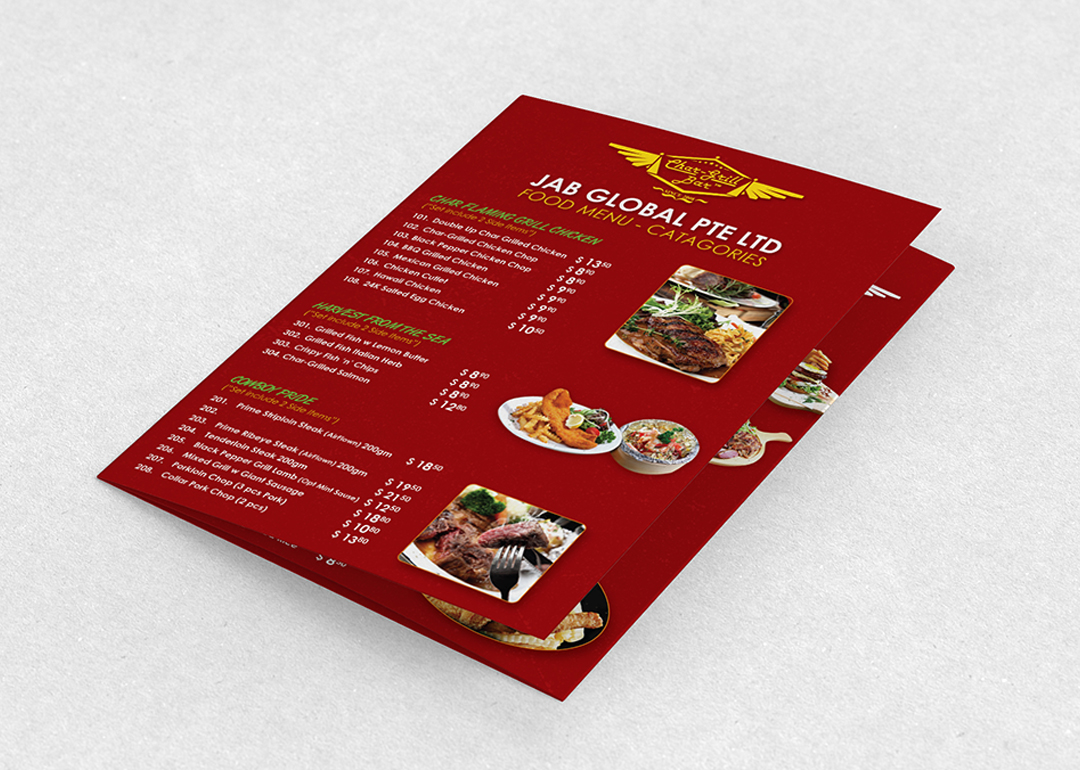 Char-Grill
Bar
JAB GLOBAL PTE LTD
FOOD MENU - CATAGORIES
CHAR FLAMING GRILL CHICKEN
("Set Include 2 Side Items")
101. Double Up Char Grilled Chicken $ 13 50
102. Char-Grilled Chicken Chop $ 8 90
103. Black Pepper Chicken Chop $ 8 90
104. BBQ Grilled Chicken $ 9 90
105. Mexican Grilled Chicken $ 9 90
106. Chicken Cutlet $ 9 90
107. Hawaii Chicken $ 9 90
108. 24K Salted Egg Chicken $ 10 50
HARVEST FROM THE SEA
("Set Include 2 Side Items")
301. Grilled Fish w Lemon Butter $ 8 90
302. Grilled Fish Italian Herb $ 8 90
303. Crispy Fish 'n' Chips $ 8 90
304. Char-Grilled Salmon $ 12 80
COWBOY PRIDE
("Set Include 2 Side Items")
201. Prime Shiploin Steak (Airflown) 200gm $ 18 50
202.
203. Prime Ribeye Steak (Airflown) 200gm $ 19 50
204. Tenderloin Steak 200gm $ 21 50
205. Black Pepper Grill Lamb (Opt Mint Sause) $ 12 50
206. Mixed Grill w Giant Sausage $ 18 80
207. Porkloin Chop (3 pcs Pork) $ 10 80
208. Collar Pork Chop (2 pcs) $ 13 80
$ 8 50